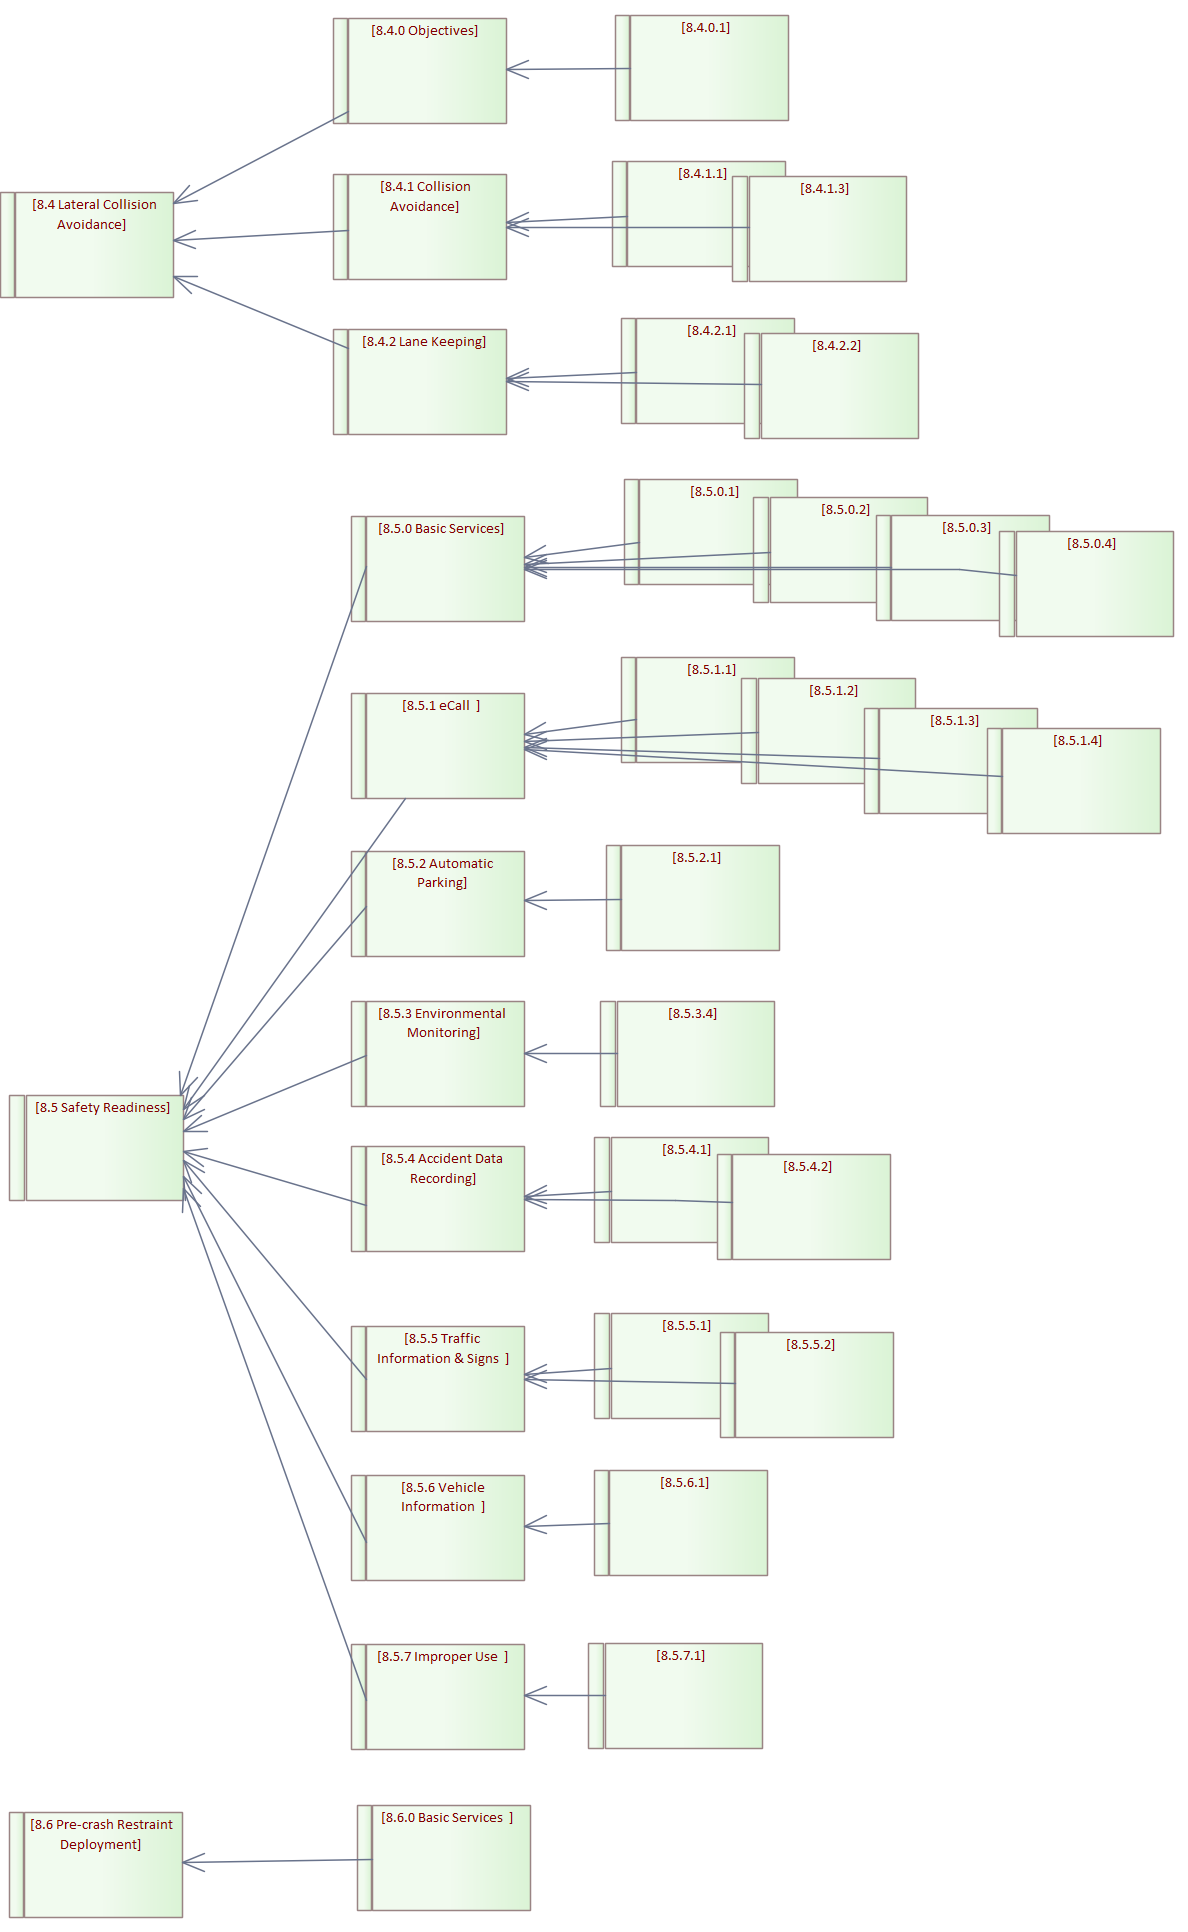 [8.4.0 Objectives]
[8.4.0.1]
[8.4 Lateral Collision
Avoidance]
[8.4.1 Collision
Avoidance]
[8.4.1.1]
[8.4.1.3]
[8.4.2 Lane Keeping]
[8.4.2.1]
[8.4.2.2]
[8.5.0 Basic Services]
[8.5.0.1]
[8.5.0.2]
[8.5.0.3]
[8.5.0.4]
[8.5.1 eCall  ]
[8.5.1.1]
[8.5.1.2]
[8.5.1.3]
[8.5.1.4]
[8.5.2 Automatic
Parking]
[8.5.2.1]
[8.5.3 Environmental
Monitoring]
[8.5.3.4]
[8.5 Safety Readiness]
[8.5.4 Accident Data
Recording]
[8.5.4.1]
[8.5.4.2]
[8.5.5 Traffic
Information & Signs  ]
[8.5.5.1]
[8.5.5.2]
[8.5.6 Vehicle
Information  ]
[8.5.6.1]
[8.5.7 Improper Use  ]
[8.5.7.1]
[8.6 Pre-crash Restraint
Deployment]
[8.6.0 Basic Services  ]